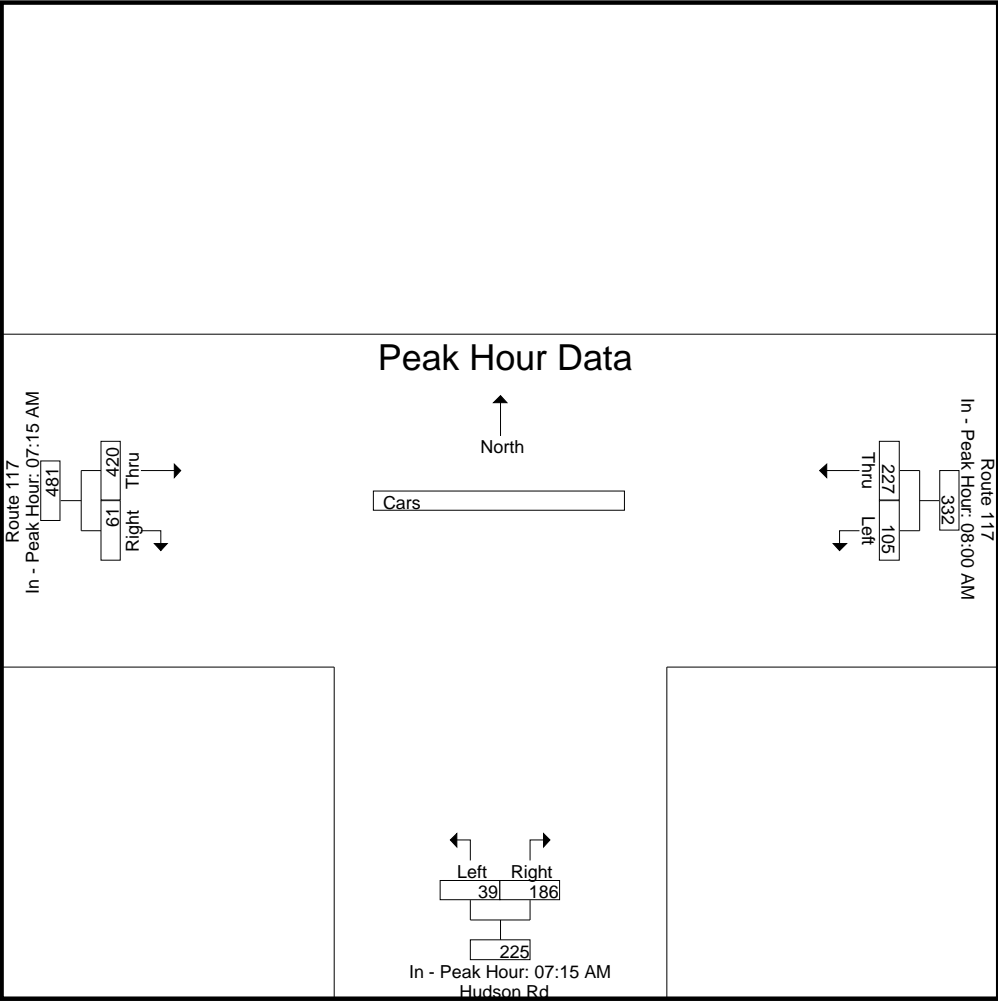 Peak Hour Data
North
Cars
Route 117
In - Peak Hour: 07:15 AM
481
420
61
Thru
Right
Route 117
In - Peak Hour: 08:00 AM
332
227
105
Thru
Left
Left Right
39 186
225
In - Peak Hour: 07:15 AM
Hudson Rd